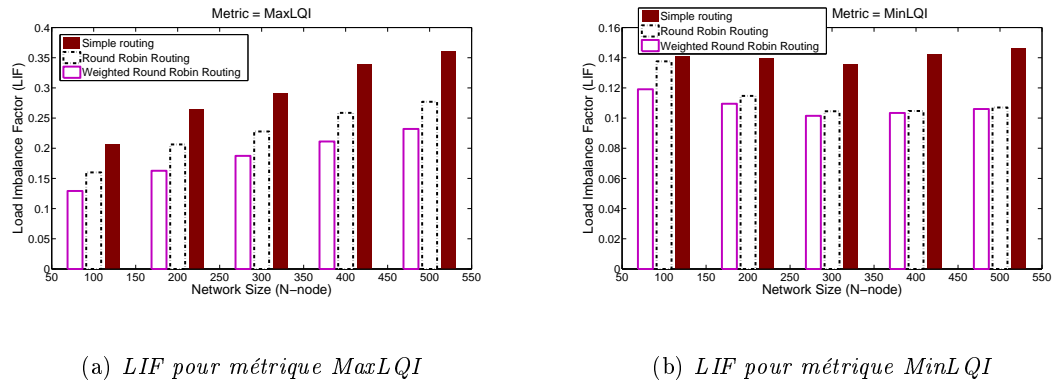 Metric = MaxLQI
0.4
0.35
0.3
0.25
0.2
0.15
0.1
0.05
0
Load Imbalance Factor (LIF)
Simple routing
Round Robin Routing
Weighted Round Robin Routing
50 100 150 200 250 300 350 400 450 500 550
Network Size (N−node)
(a) LIF pour métrique MaxLQI
Metric = MinLQI
0.16
0.14
0.12
0.1
0.08
0.06
0.04
0.02
0
Load Imbalance Factor (LIF)
Simple routing
Round Robin Routing
Weighted Round Robin Routing
50 100 150 200 250 300 350 400 450 500 550
Network Size (N−node)
(b) LIF pour métrique MinLQI